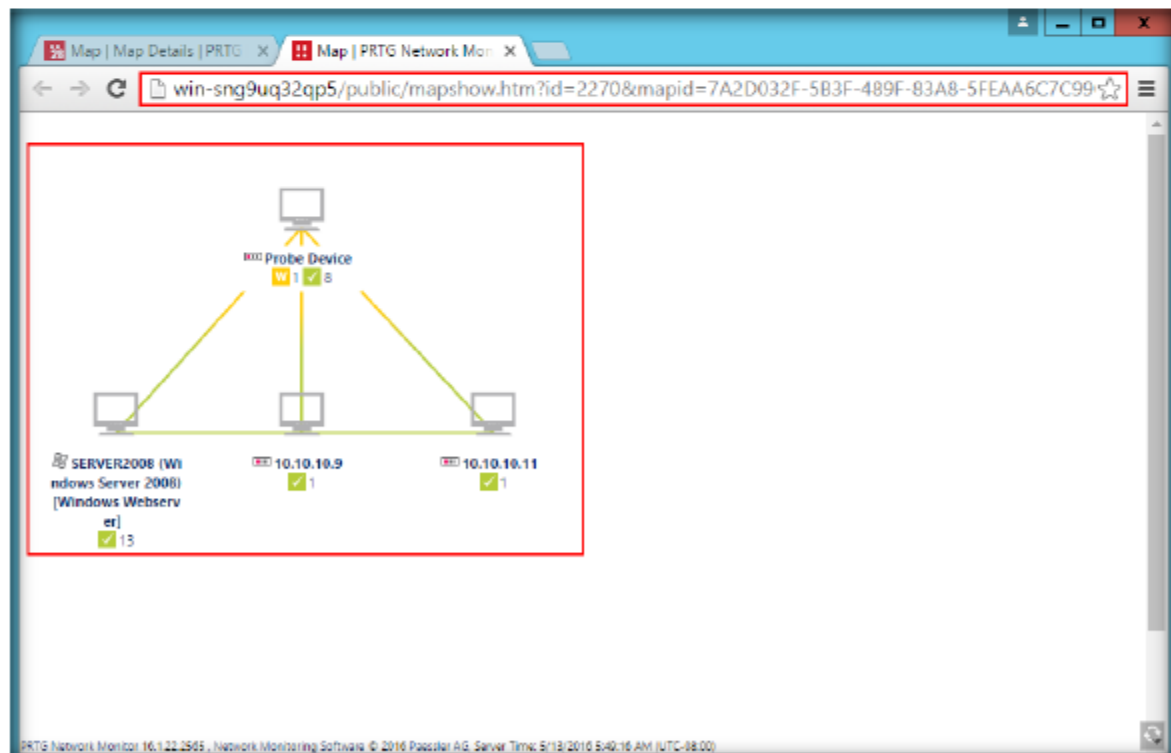 Map | Map Details | PRTG
Map | PRTG Network Mon
win-sng9uq32qp5/public/mapshow.htm?id=2270&mapid=7A2D032F-5B3F-489F-83A8-5FEAA6C7C99
Probe Device
W 1 8
SERVER2008 (Wi
ndows Server 2008)
[Windows Webserv
er]
13
10.10.10.9
1
10.10.10.11
1
PRTG Network Monitor 16.1.22.2565 , Network Monitoring Software © 2016 Paessler AG. Server Time: 5/13/2016 5:49:16 AM (UTC-08:00)